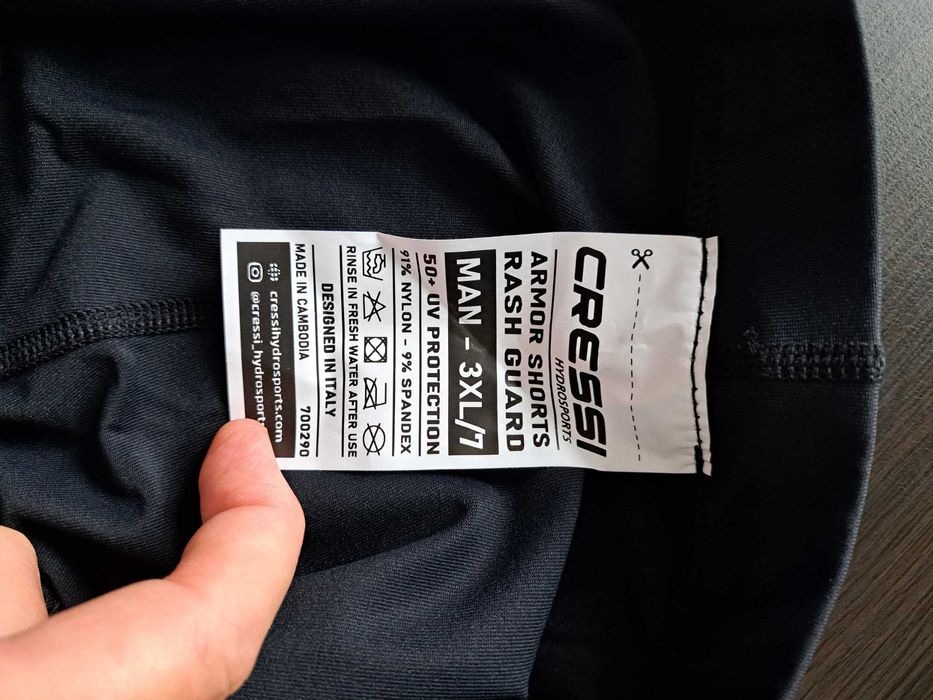 CRESSI
HYDROSPORTS
ARMOR SHORTS
RASH GUARD
MAN - 3XL/7
50+ UV PROTECTION
91% NYLON - 9% SPANDEX
RINSE IN FRESH WATER AFTER USE
DESIGNED IN ITALY
MADE IN CAMBODIA 700290
cressihydrosports.com
@cressi_hydrosports